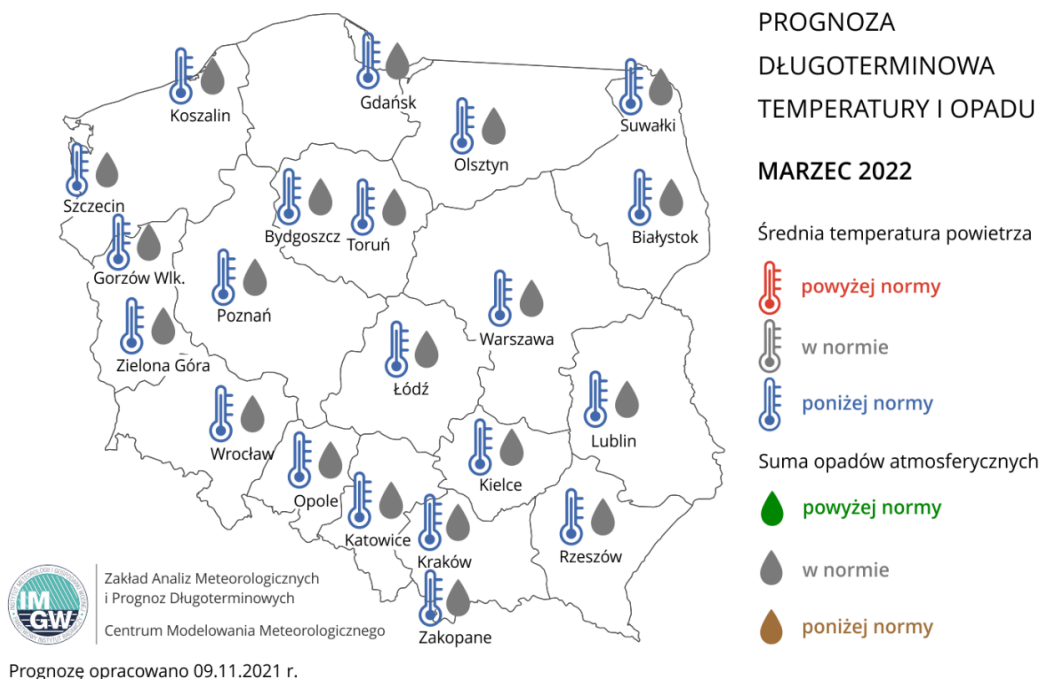 PROGNOZA
DŁUGOTERMINOWA
TEMPERATURY I OPADU
MARZEC 2022
Średnia temperatura powietrza
powyżej normy
w normie
poniżej normy
Suma opadów atmosferycznych
powyżej normy
w normie
poniżej normy
Koszalin
Gdańsk
Suwałki
Olsztyn
Szczecin
Bydgoszcz
Toruń
Białystok
Gorzów Wlk.
Poznań
Warszawa
Zielona Góra
Łódź
Lublin
Wrocław
Kielce
Opole
Katowice
Kraków
Rzeszów
Zakopane
IM
GW
Zakład Analiz Meteorologicznych
i Prognoz Długoterminowych
Centrum Modelowania Meteorologicznego
Prognozę opracowano 09.11.2021 r.